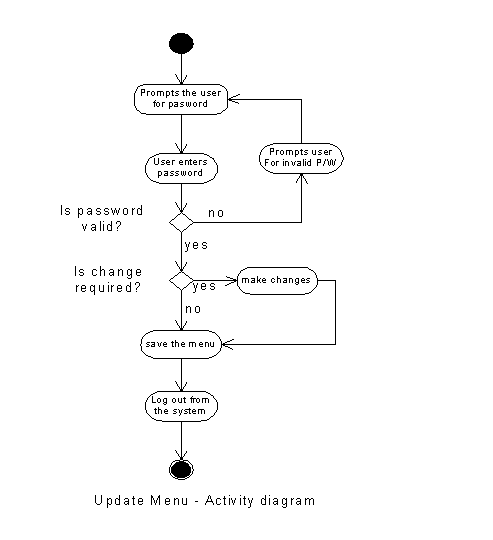 Prompts the user
for pasword
User enters
password
Prompts user
For invalid P/W
Is password
valid?
no
yes
Is change
required?
yes
make changes
no
save the menu
Log out from
the system
Update Menu - Activity diagram